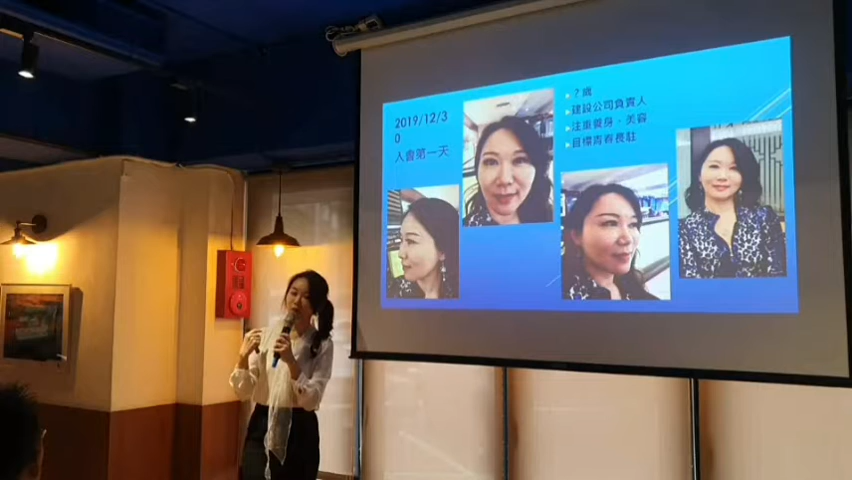 2019/12/3
0
入會第一天
? 歲
建設公司負責人
注重養身、美容
目標青春長駐